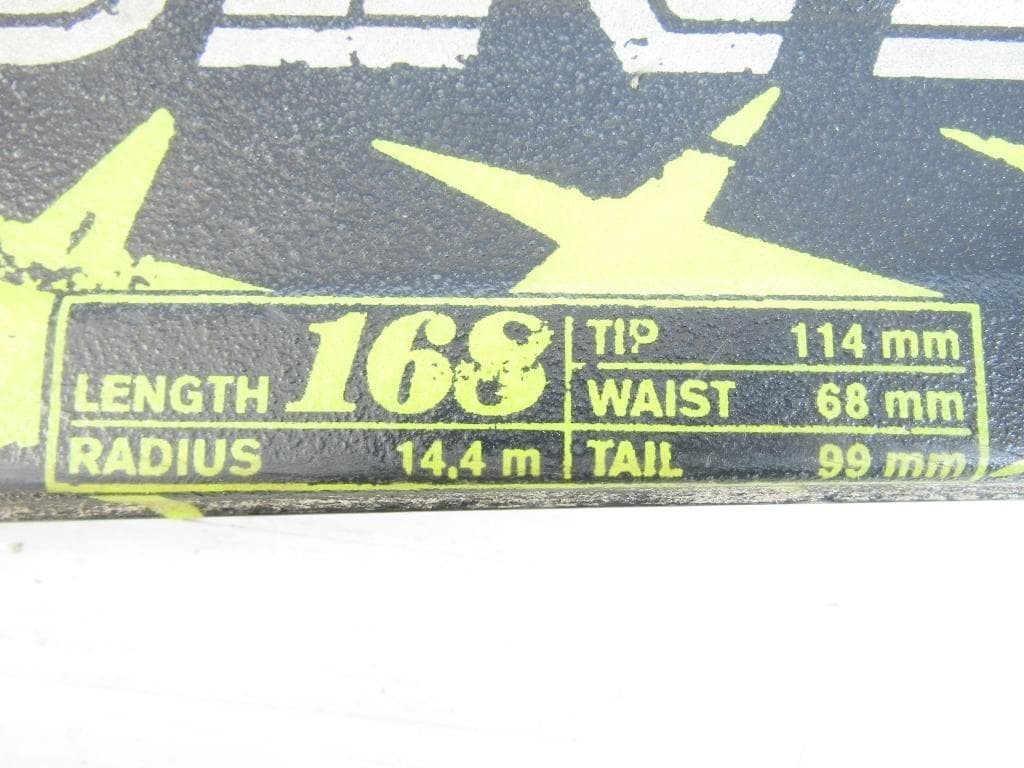 LENGTH 168
RADIUS 14.4 m
TIP 114 mm
WAIST 68 mm
TAIL 99 mm